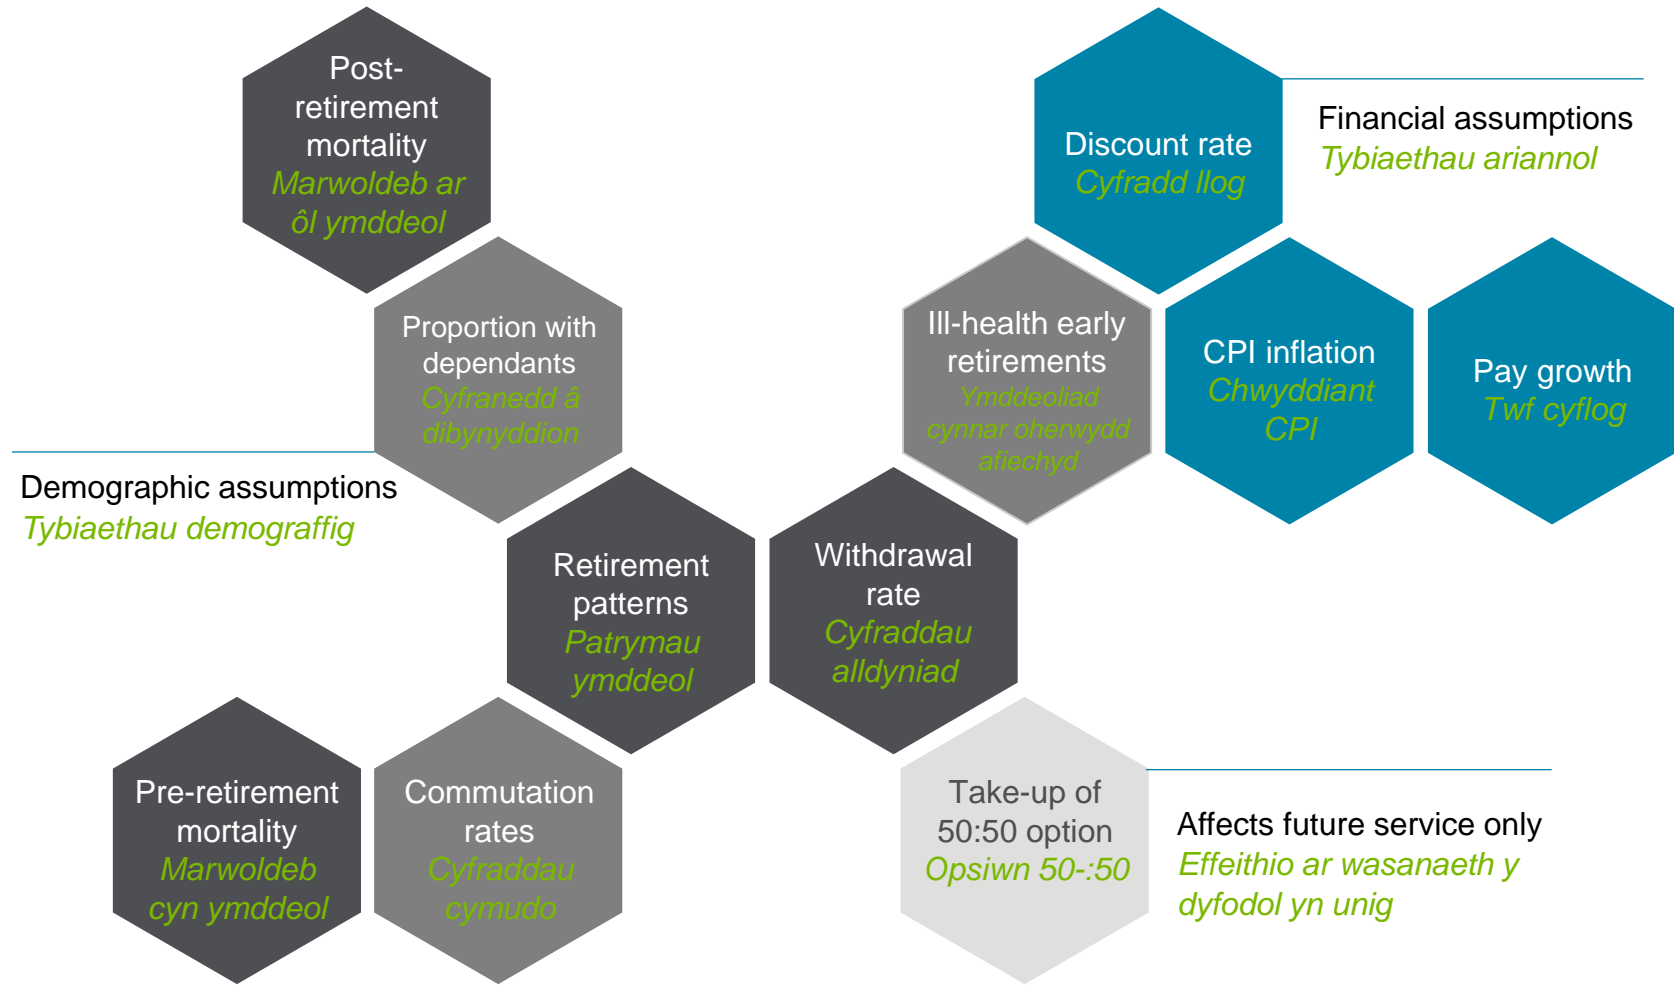 Post-
retirement
mortality
Marwoldeb ar
ôl ymddeol
Discount rate
Cyfradd llog
Financial assumptions
Tybiaethau ariannol
Proportion with
dependants
Cyfranedd â
dibynyddion
Ill-health early
retirements
Ymddeoliad
cynnar oherwydd
afiechyd
CPI inflation
Chwyddiant
CPI
Pay growth
Twf cyflog
Demographic assumptions
Tybiaethau demograffig
Retirement
patterns
Patrymau
ymddeol
Withdrawal
rate
Cyfraddau
alldyniad
Pre-retirement
mortality
Marwoldeb
cyn ymddeol
Commutation
rates
Cyfraddau
cymudo
Take-up of
50:50 option
Opsiwn 50-:50
Affects future service only
Effeithio ar wasanaeth y
dyfodol yn unig